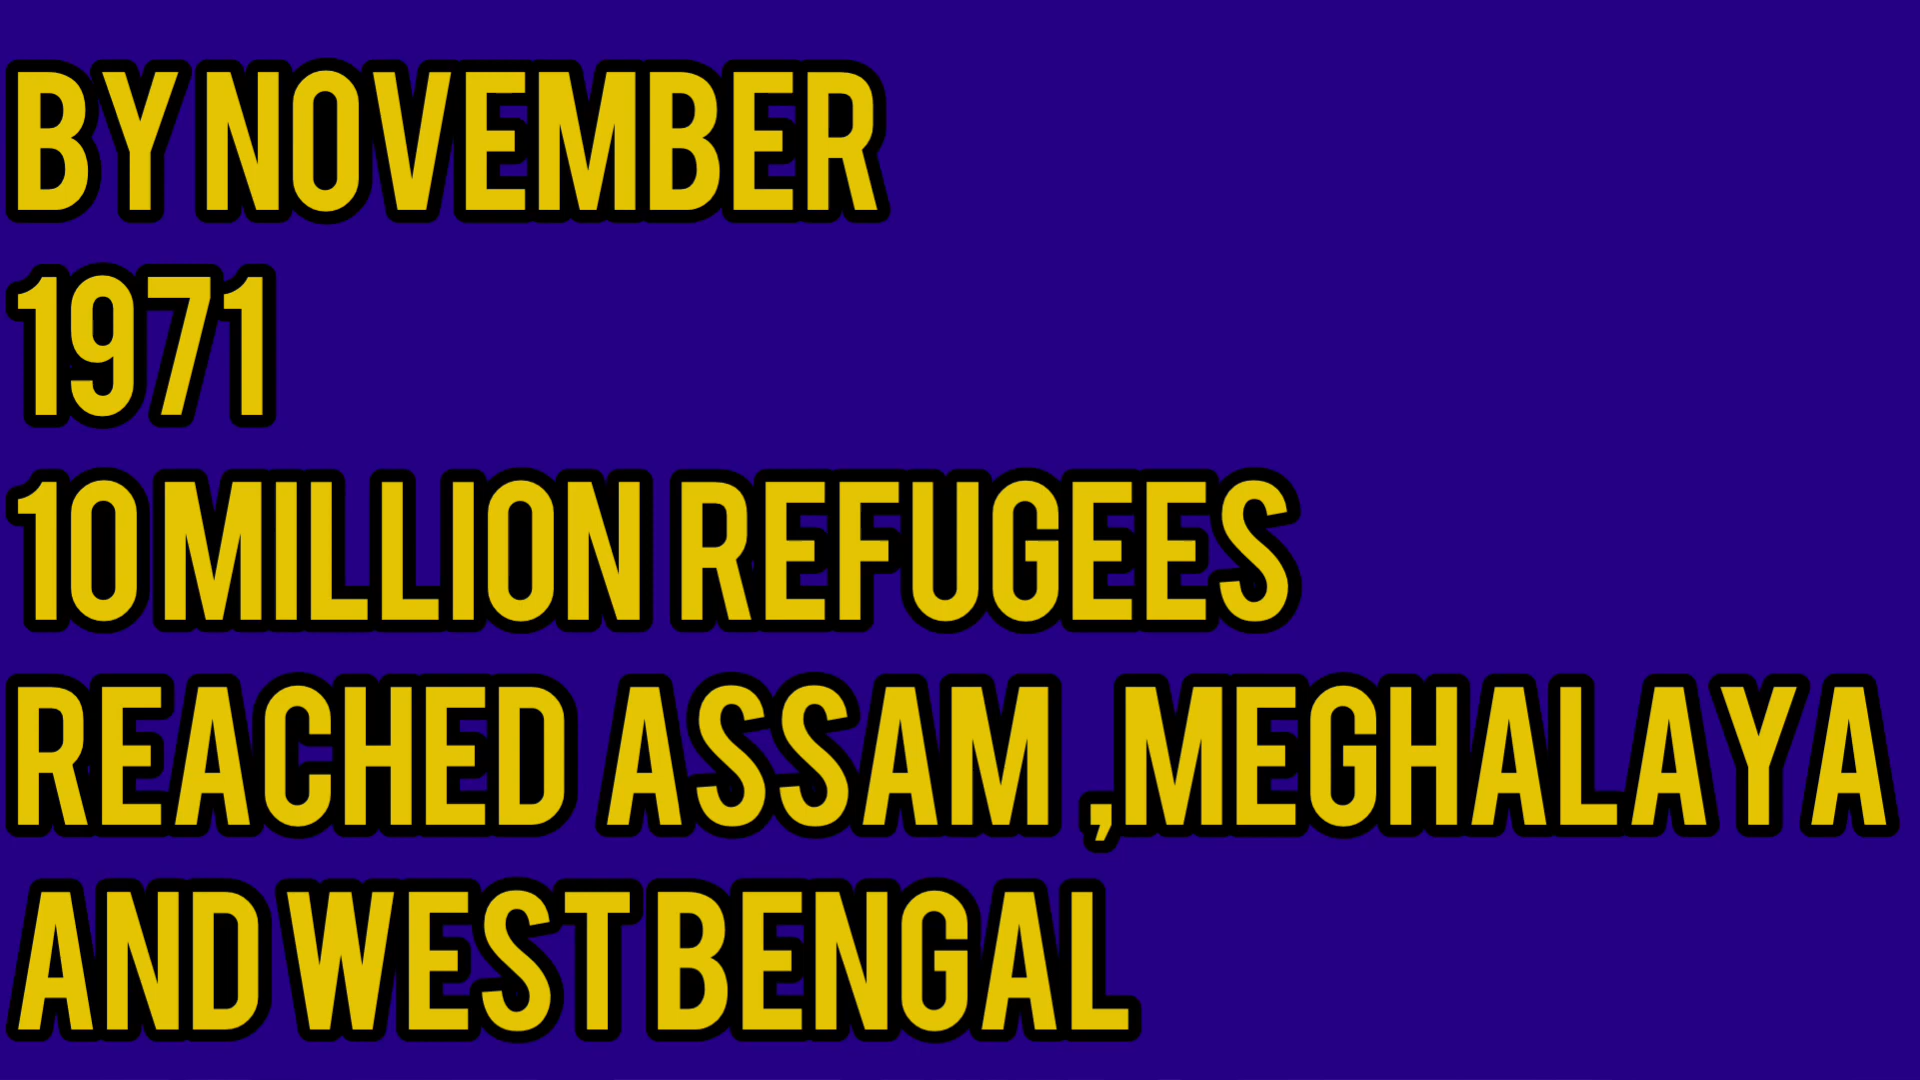 BY NOVEMBER
1971
10 MILLION REFUGEES
REACHED ASSAM ,MEGHALAYA
AND WEST BENGAL